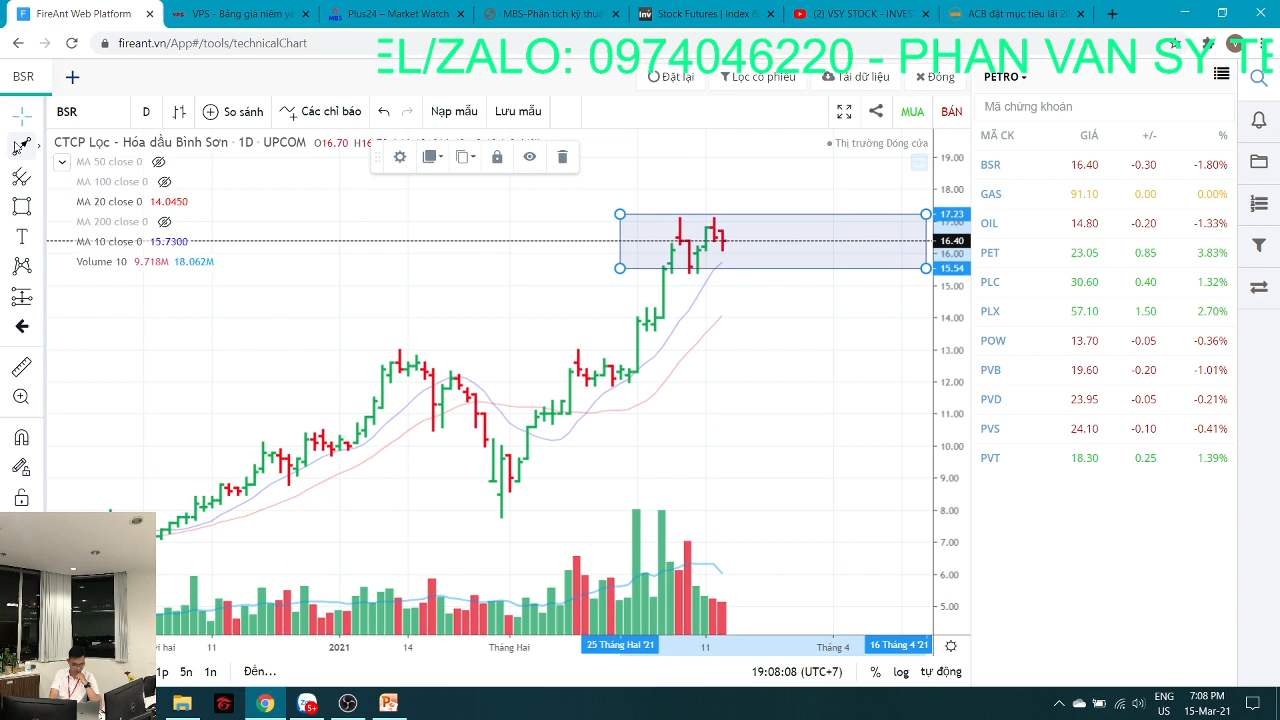 VPS - Bảng giá niêm yế
Plus24 – Market Watch
MBS-Phân tích kỹ thuậ
Stock Futures | Index &
(2) VSY STOCK - INVEST
ACB đặt mục tiêu lãi 20
fireant.vn/App#/tools/technicalChart
EL/ZALO: 0974046220 - PHAN VAN SY TE
BSR
Đặt lại
Lọc cổ phiếu
Tải dữ liệu
Đóng
PETRO
BSR
D
So sánh
Các chỉ báo
Nạp mẫu
Lưu mẫu
MUA
BÁN
Mã chứng khoán
CTCP Lọc - Hóa dầu Bình Sơn · 1D · UPCOM O16.70
Thị trường Đóng cửa
MA 50 close 0
MA 100 close 0
MA 20 close 0 14.0450
MA 200 close 0
MA 10 close 0 15.7300
Volume 10 9.718M 18.062M
19.00
18.00
17.23
17.00
16.40
16.00
15.54
15.00
14.00
13.00
12.00
11.00
10.00
9.00
8.00
7.00
6.00
5.00
MÃ CK GIÁ +/- %
BSR 16.40 -0.30 -1.80%
GAS 91.10 0.00 0.00%
OIL 14.80 -0.20 -1.33%
PET 23.05 0.85 3.83%
PLC 30.60 0.40 1.32%
PLX 57.10 1.50 2.70%
POW 13.70 -0.05 -0.36%
PVB 19.60 -0.20 -1.01%
PVD 23.95 -0.05 -0.21%
PVS 24.10 -0.10 -0.41%
PVT 18.30 0.25 1.39%
11 2021 14 Tháng Hai 25 Tháng Hai '21 11 Tháng 4 16 Tháng 4 '21
5n 1n Đến...
19:08:08 (UTC+7) % log tự động
ENG
US
7:08 PM
15-Mar-21